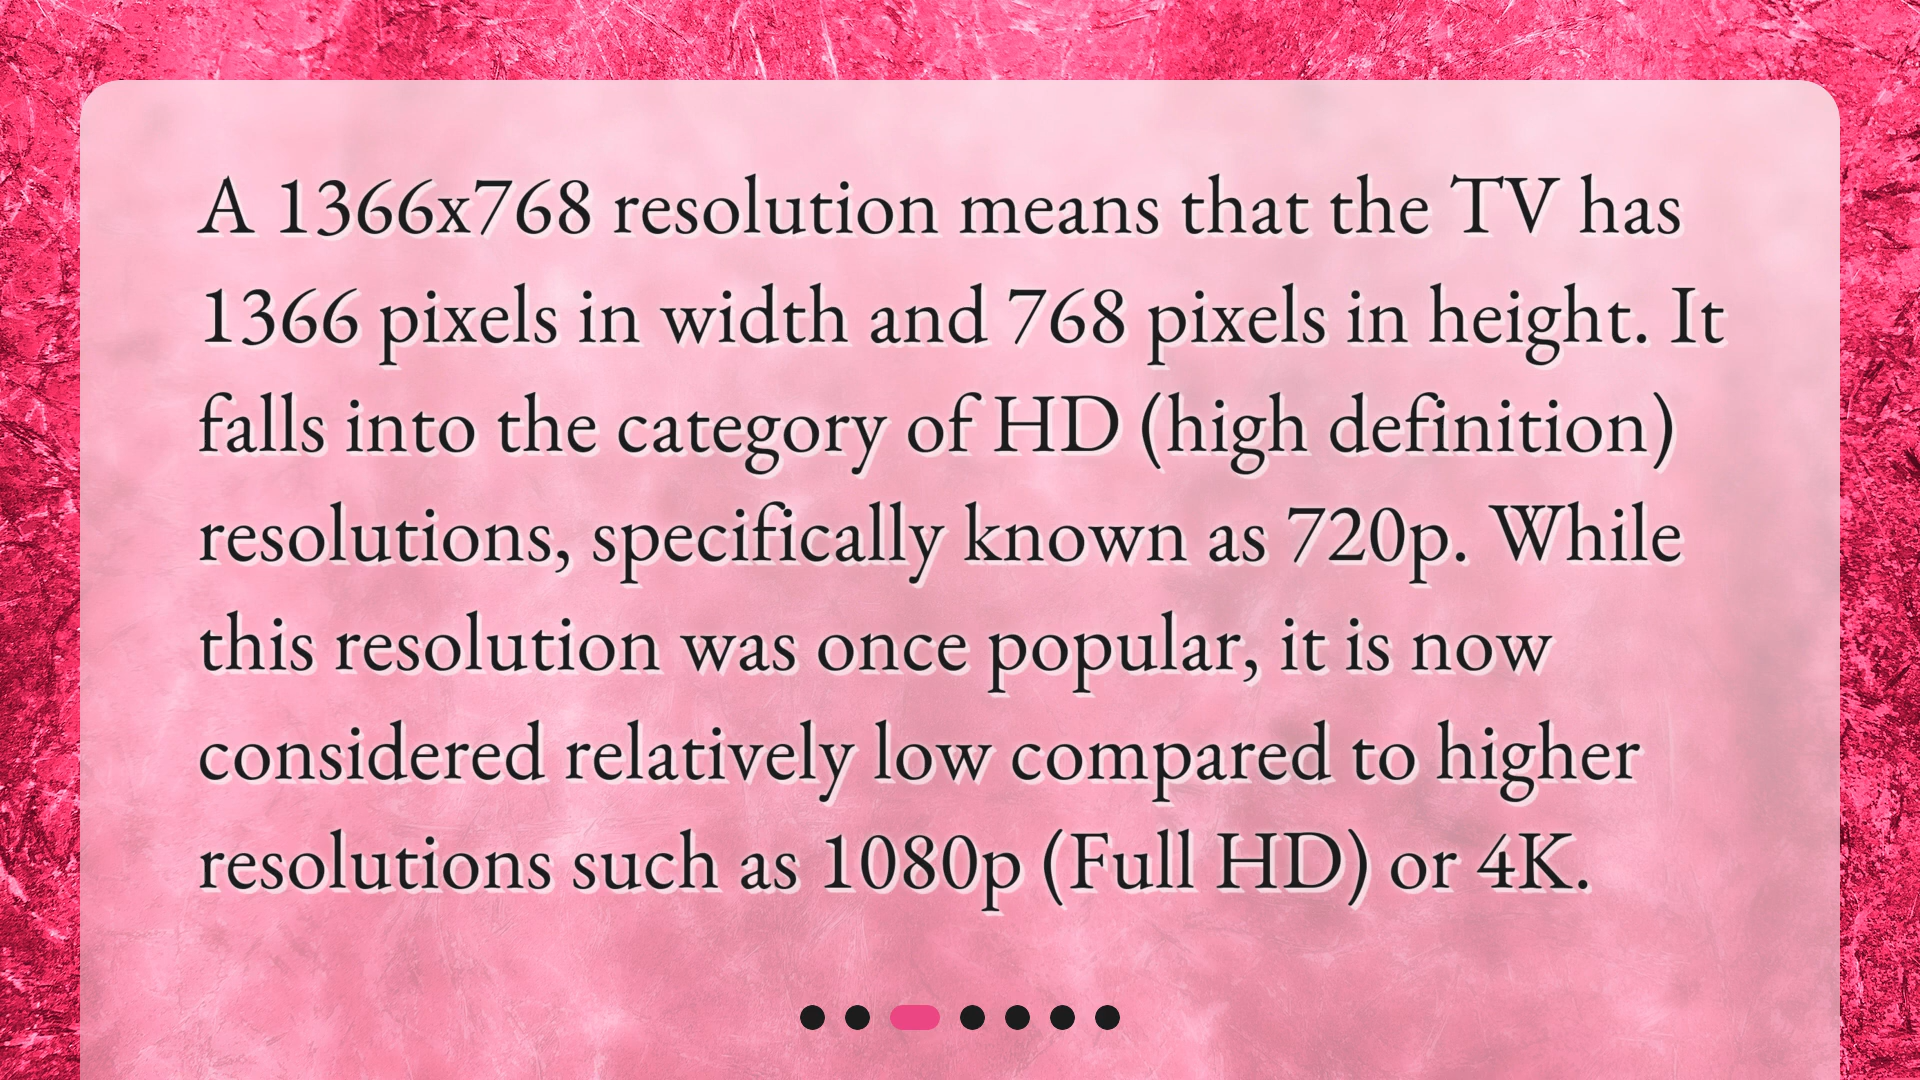 A 1366x768 resolution means that the TV has
1366 pixels in width and 768 pixels in height. It
falls into the category of HD (high definition)
resolutions, specifically known as 720p. While
this resolution was once popular, it is now
considered relatively low compared to higher
resolutions such as 1080p (Full HD) or 4K.